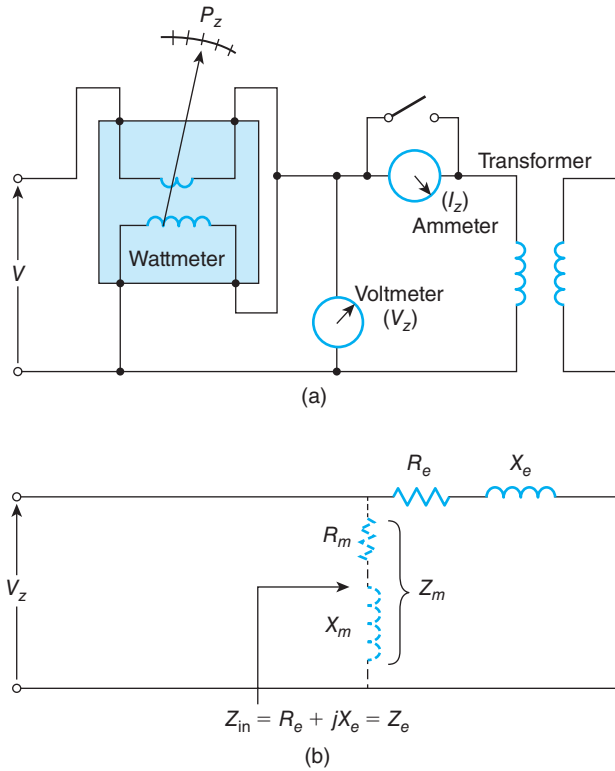 P_z
Transformer
(I_z)
Ammeter
Wattmeter
V
Voltmeter
(V_z)
(a)
R_e
X_e
R_m
Z_m
V_z
X_m
Z_in = R_e + jX_e = Z_e
(b)